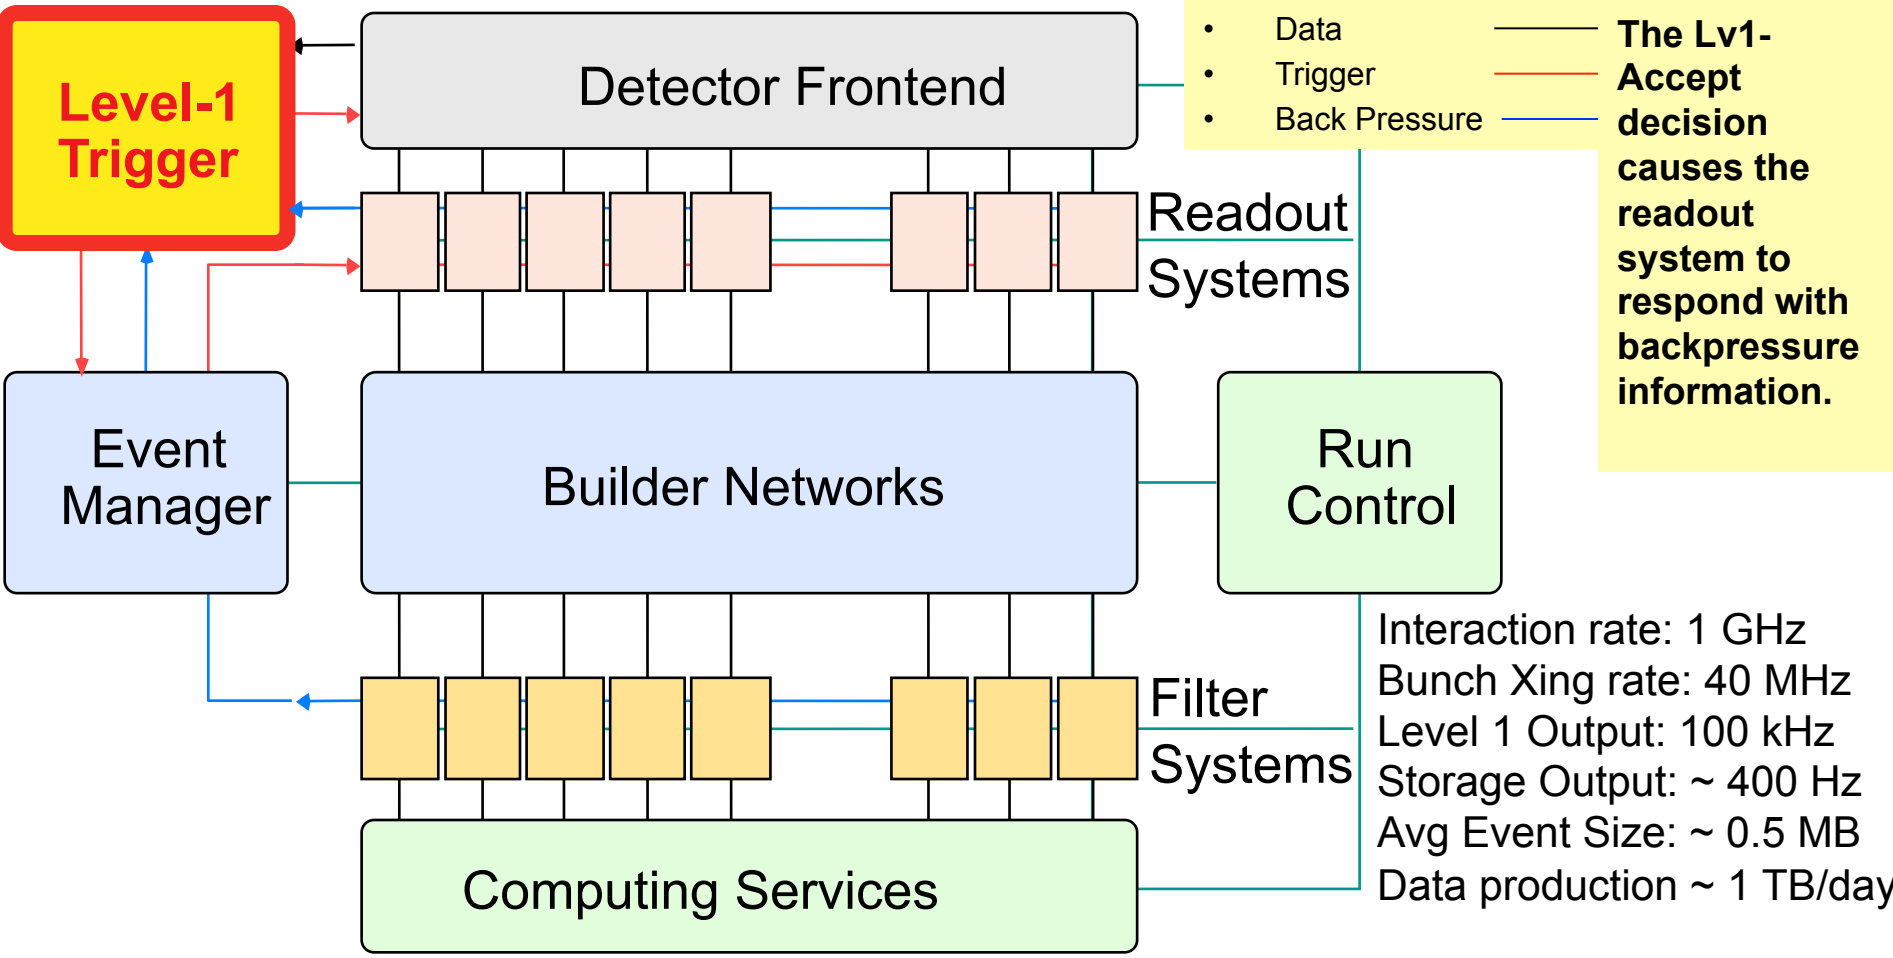 Level-1
Trigger
Detector Frontend
• Data
• Trigger
• Back Pressure
The Lv1-
Accept
decision
causes the
readout
system to
respond with
backpressure
information.
Readout
Systems
Event
Manager
Builder Networks
Run
Control
Filter
Systems
Interaction rate: 1 GHz
Bunch Xing rate: 40 MHz
Level 1 Output: 100 kHz
Storage Output: ~ 400 Hz
Avg Event Size: ~ 0.5 MB
Data production ~ 1 TB/day
Computing Services